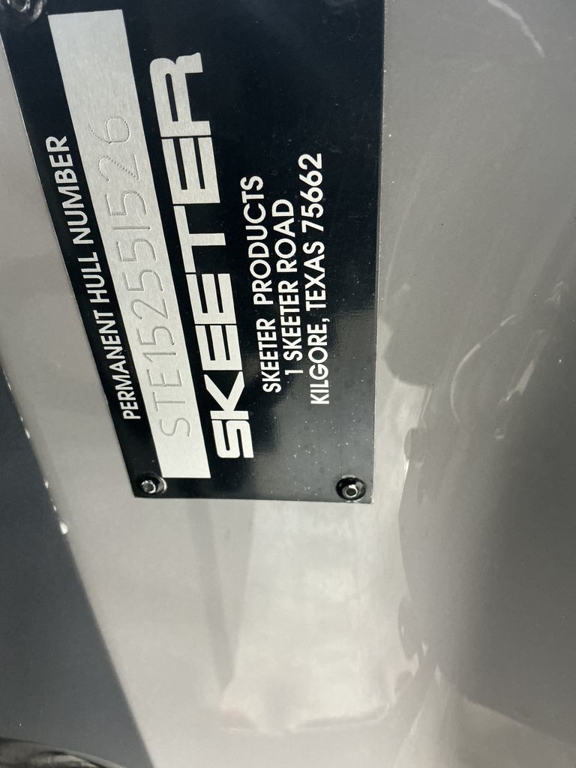 PERMANENT HULL NUMBER
STE15255I526
SKEETER
SKEETER PRODUCTS
1 SKEETER ROAD
KILGORE, TEXAS 75662